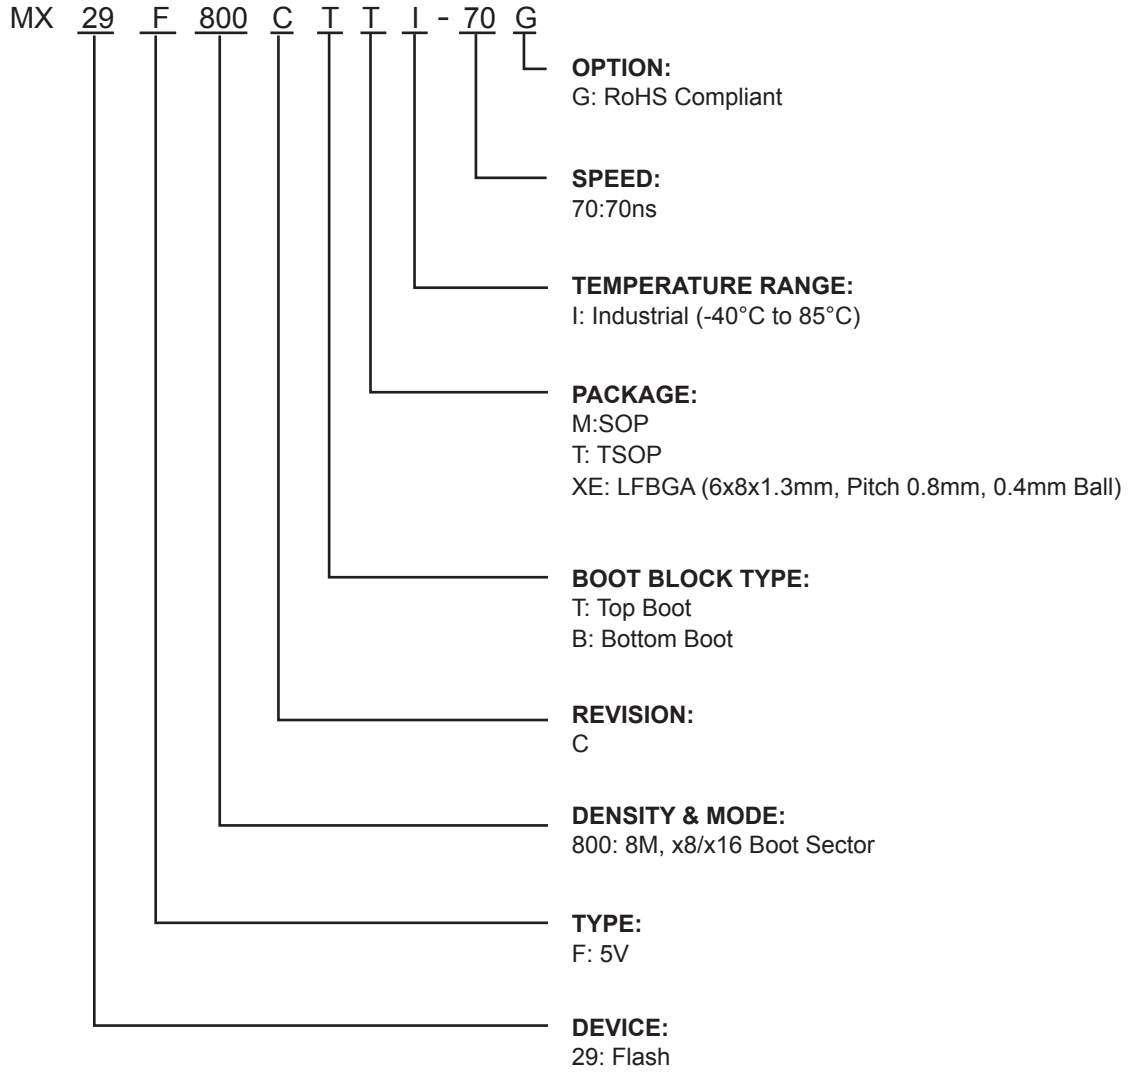 MX 29 F 800 C T T I - 70 G
OPTION:
G: RoHS Compliant
SPEED:
70:70ns
TEMPERATURE RANGE:
I: Industrial (-40°C to 85°C)
PACKAGE:
M:SOP
T: TSOP
XE: LFBGA (6x8x1.3mm, Pitch 0.8mm, 0.4mm Ball)
BOOT BLOCK TYPE:
T: Top Boot
B: Bottom Boot
REVISION:
C
DENSITY & MODE:
800: 8M, x8/x16 Boot Sector
TYPE:
F: 5V
DEVICE:
29: Flash